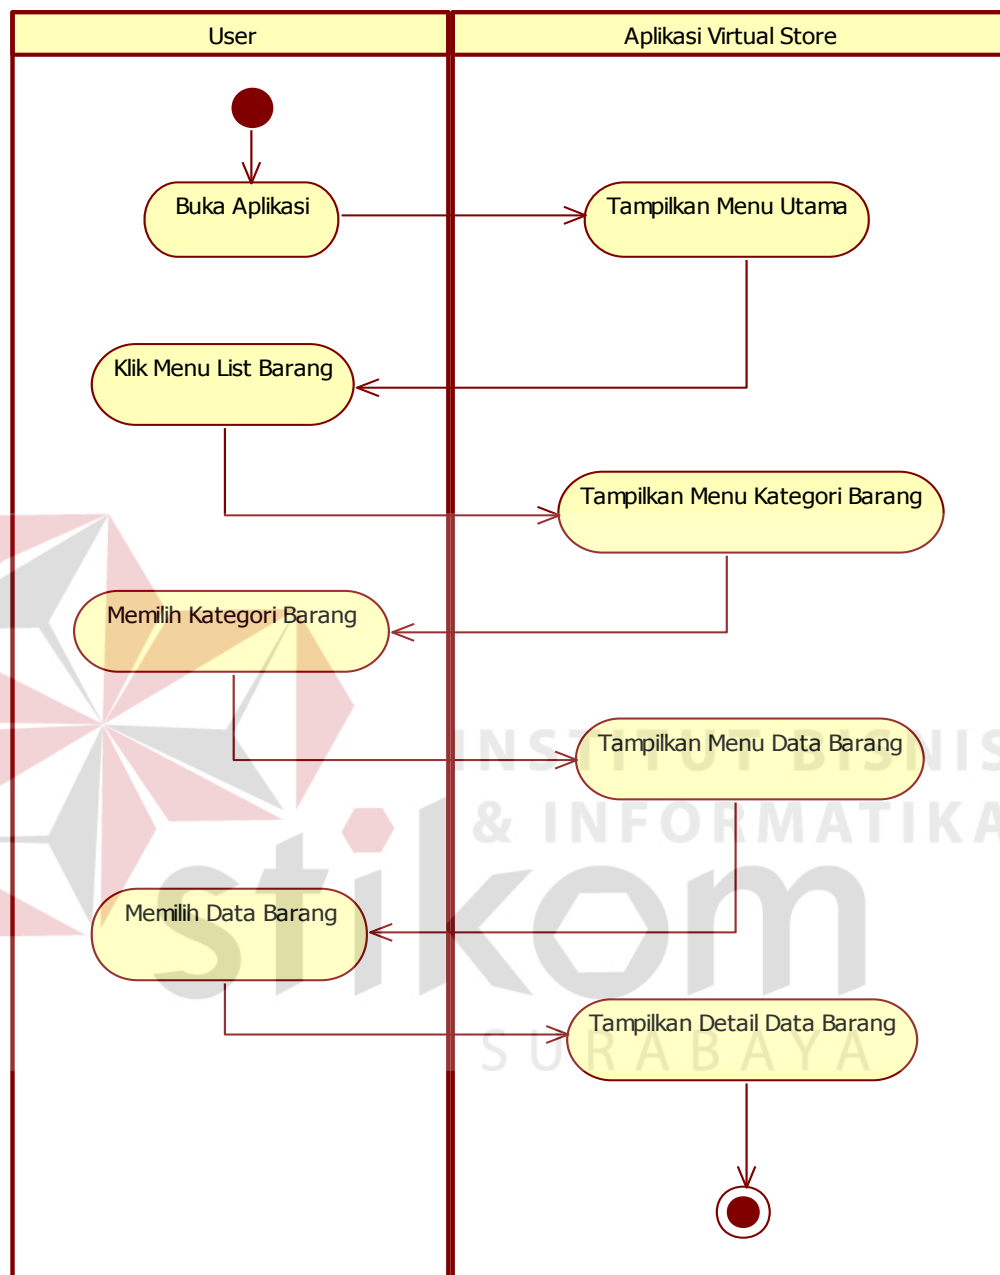 User
Aplikasi Virtual Store
Buka Aplikasi
Tampilkan Menu Utama
Klik Menu List Barang
Tampilkan Menu Kategori Barang
Memilih Kategori Barang
Tampilkan Menu Data Barang
INSTITUT BISNIS
& INFORMATIKA
stikom
Memilih Data Barang
Tampilkan Detail Data Barang
SURABAYA